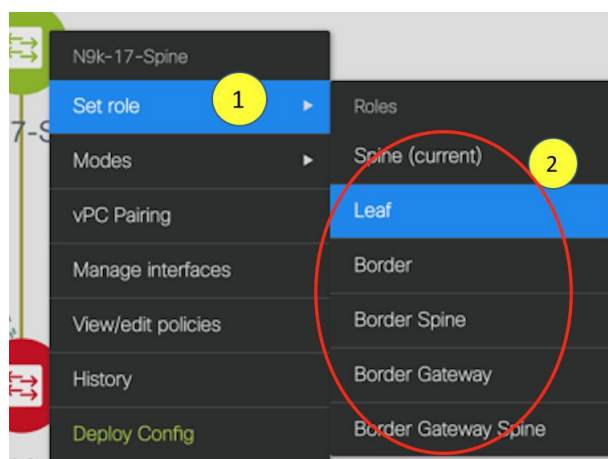 N9k-17-Spine
Set role
1
7-S
Modes
vPC Pairing
Manage interfaces
View/edit policies
History
Deploy Config
Roles
Spine (current)
2
Leaf
Border
Border Spine
Border Gateway
Border Gateway Spine